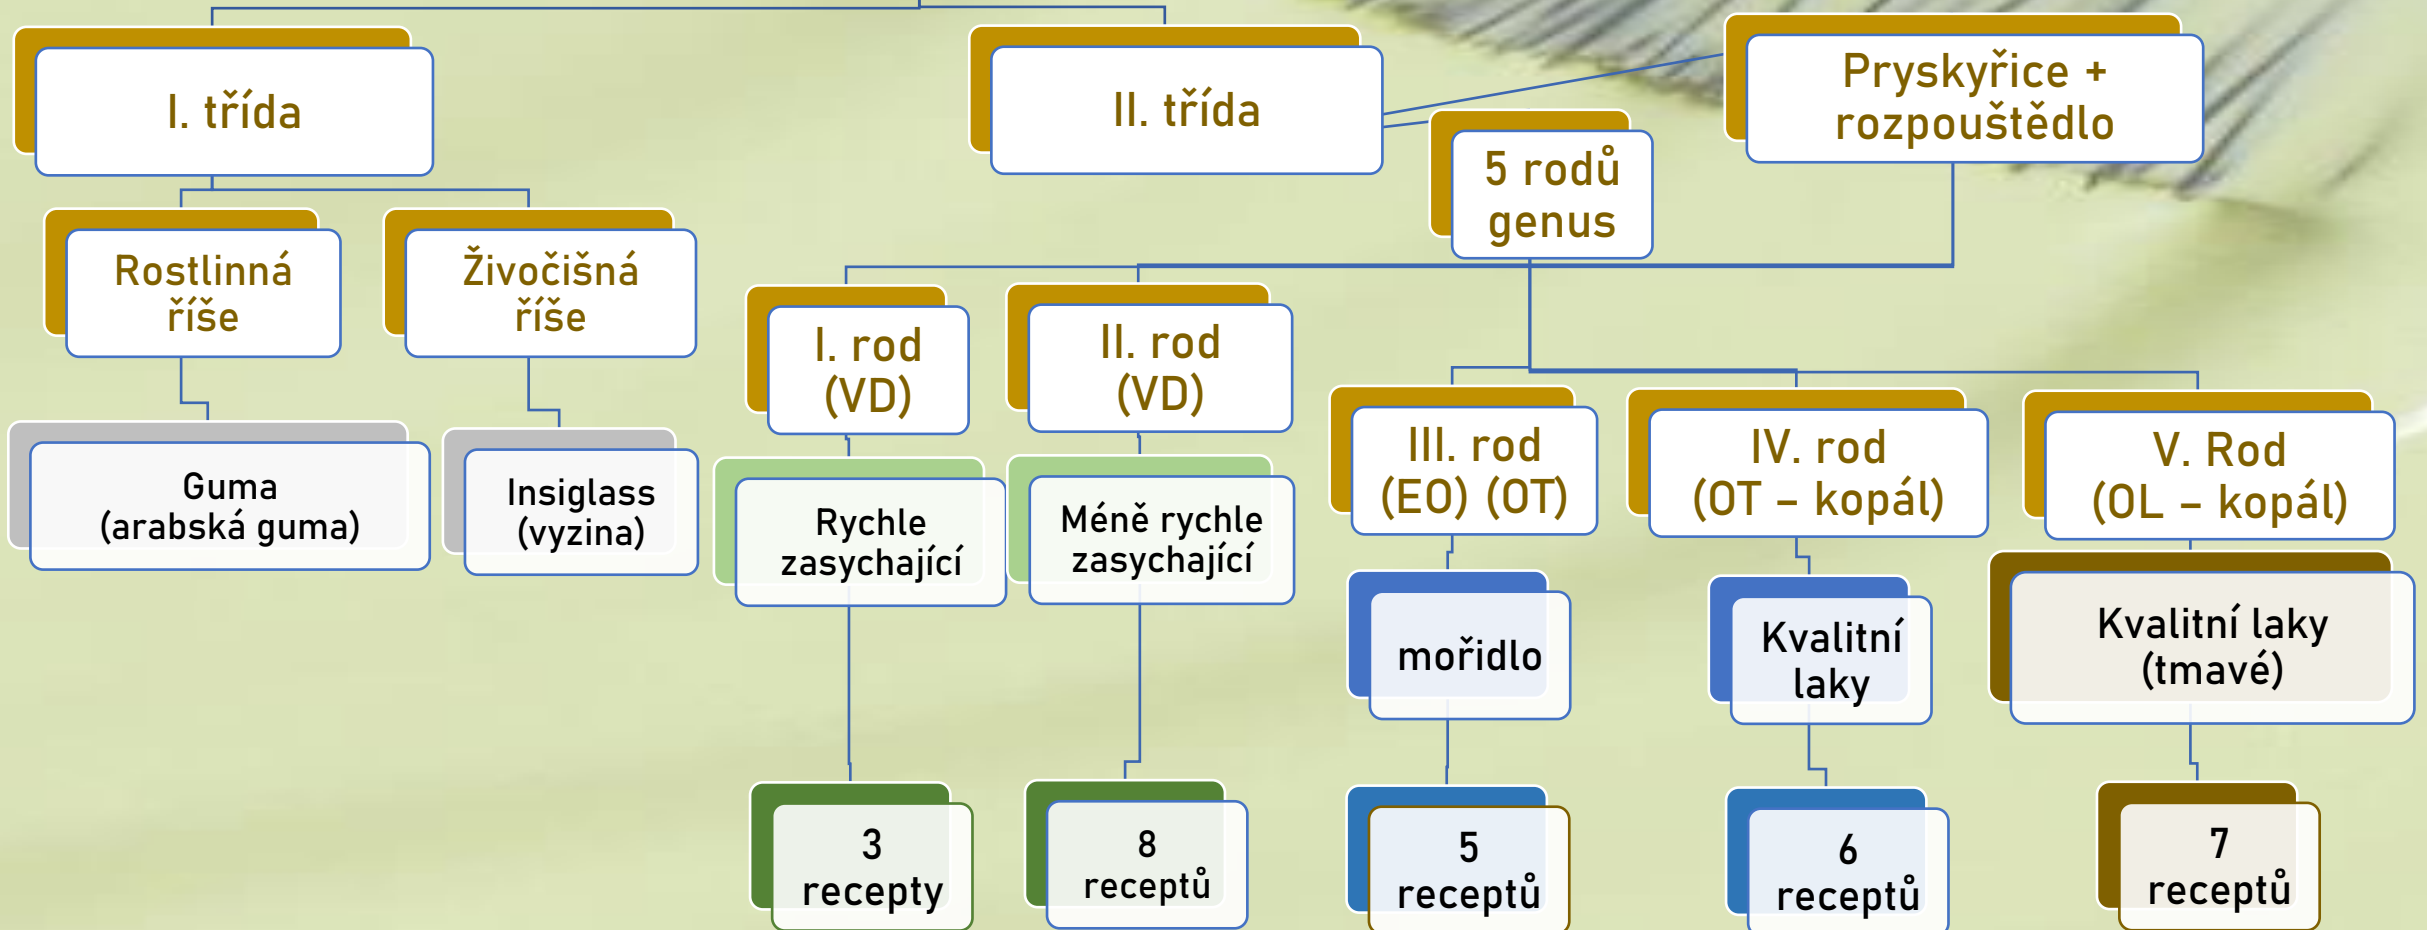 I. třída
II. třída
Pryskyřice +
rozpouštědlo
5 rodů
genus
Rostlinná
říše
Živočišná
říše
I. rod
(VD)
II. rod
(VD)
III. rod
(EO) (OT)
IV. rod
(OT – kopál)
V. Rod
(OL – kopál)
Guma
(arabská guma)
Insiglass
(vyzina)
Rychle
zasychající
Méně rychle
zasychající
mořidlo
Kvalitní
laky
Kvalitní laky
(tmavé)
3
recepty
8
receptů
5
receptů
6
receptů
7
receptů